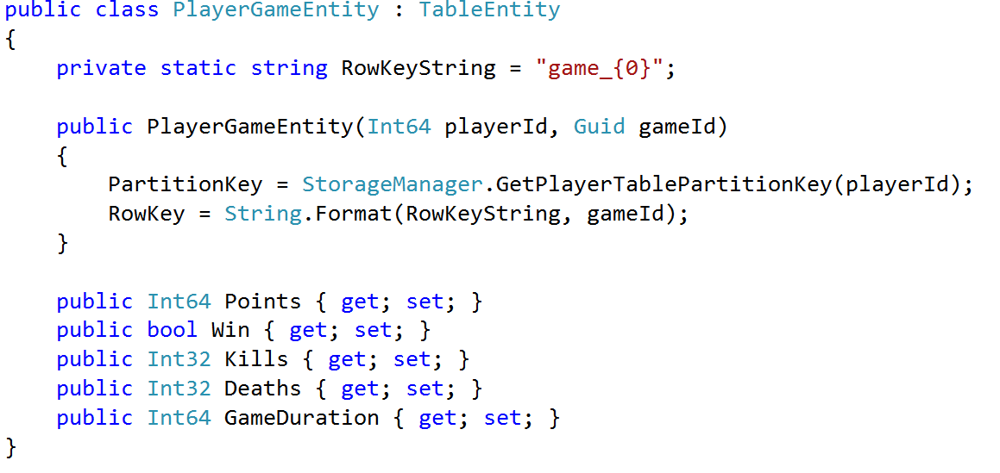 public class PlayerGameEntity : TableEntity
{
    private static string RowKeyString = "game_{0}";

    public PlayerGameEntity(Int64 playerId, Guid gameId)
    {
        PartitionKey = StorageManager.GetPlayerTablePartitionKey(playerId);
        RowKey = String.Format(RowKeyString, gameId);
    }

    public Int64 Points { get; set; }
    public bool Win { get; set; }
    public Int32 Kills { get; set; }
    public Int32 Deaths { get; set; }
    public Int64 GameDuration { get; set; }
}